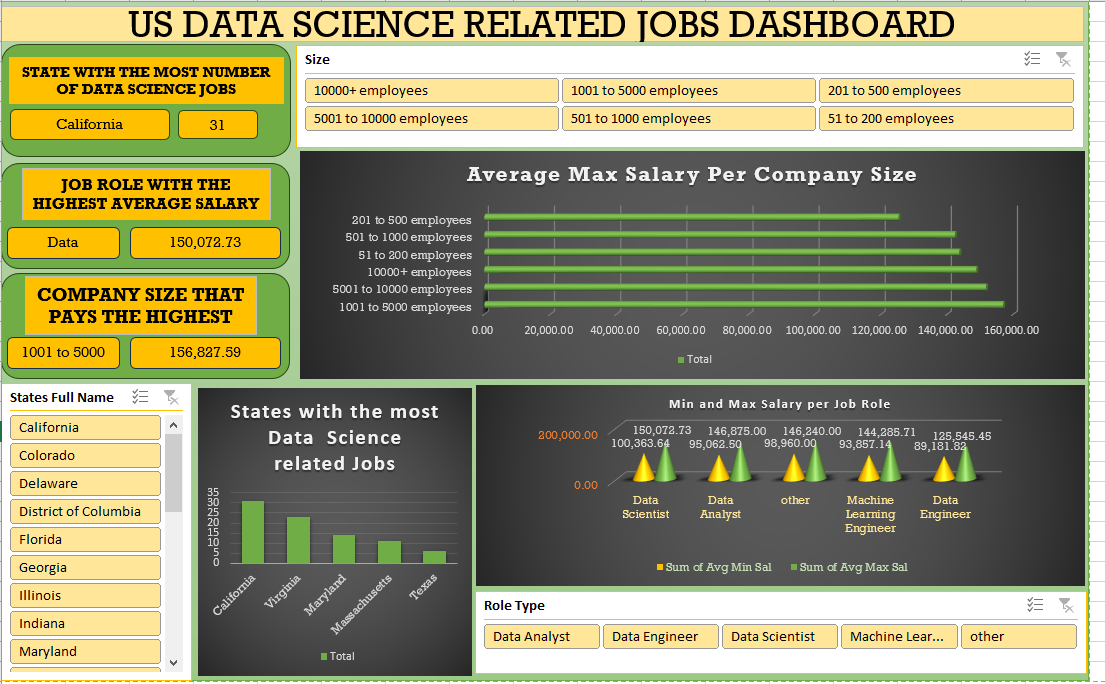 US DATA SCIENCE RELATED JOBS DASHBOARD
STATE WITH THE MOST NUMBER
OF DATA SCIENCE JOBS
California
31
JOB ROLE WITH THE
HIGHEST AVERAGE SALARY
Data
150,072.73
COMPANY SIZE THAT
PAYS THE HIGHEST
1001 to 5000
156,827.59
Size
10000+ employees
1001 to 5000 employees
201 to 500 employees
5001 to 10000 employees
501 to 1000 employees
51 to 200 employees
Average Max Salary Per Company Size
201 to 500 employees
501 to 1000 employees
51 to 200 employees
10000+ employees
5001 to 10000 employees
1001 to 5000 employees
0.00 20,000.00 40,000.00 60,000.00 80,000.00 100,000.00 120,000.00 140,000.00 160,000.00
Total
States Full Name
California
Colorado
Delaware
District of Columbia
Florida
Georgia
Illinois
Indiana
Maryland
States with the most
Data Science
related Jobs
35
30
25
20
15
10
5
0
California
Virginia
Maryland
Massachusetts
Texas
Total
Min and Max Salary per Job Role
200,000.00
0.00
150,072.73 146,875.00 146,240.00 144,285.71 125,545.45
100,363.64 95,062.50 98,960.00 93,857.14 89,181.82
Data
Scientist
Data
Analyst
other
Machine
Learning
Engineer
Data
Engineer
Sum of Avg Min Sal
Sum of Avg Max Sal
Role Type
Data Analyst
Data Engineer
Data Scientist
Machine Lear...
other